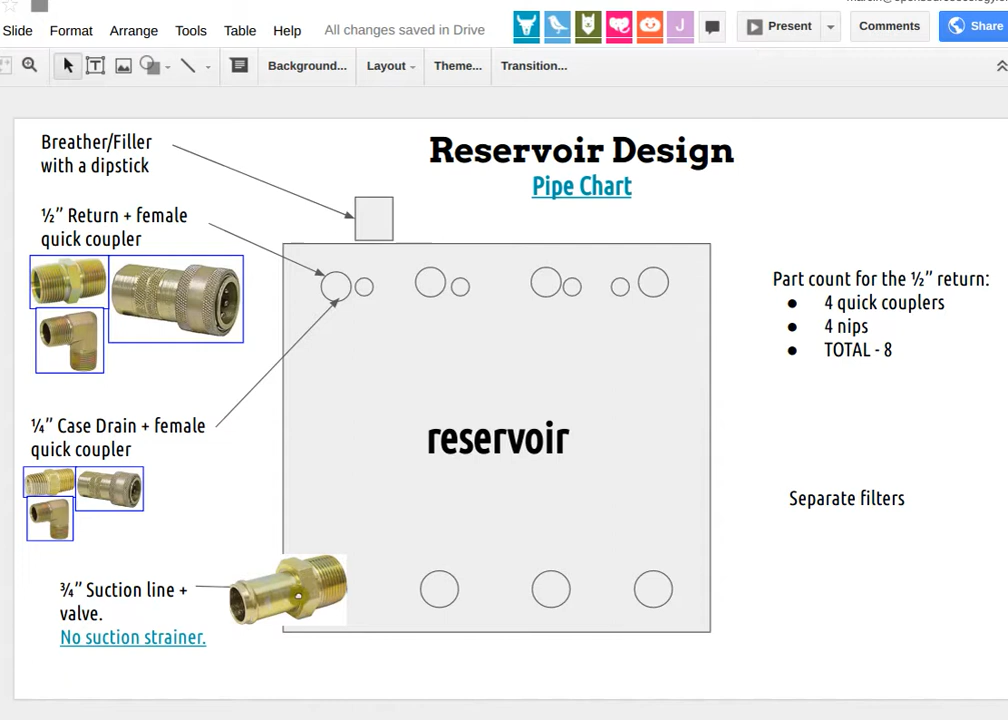 Slide Format Arrange Tools Table Help All changes saved in Drive J Present Comments Share
Background... Layout Theme... Transition...
Breather/Filler
with a dipstick
Reservoir Design
Pipe Chart
½” Return + female
quick coupler
Part count for the ½” return:
● 4 quick couplers
● 4 nips
● TOTAL - 8
¼” Case Drain + female
quick coupler
reservoir
Separate filters
¾” Suction line +
valve.
No suction strainer.